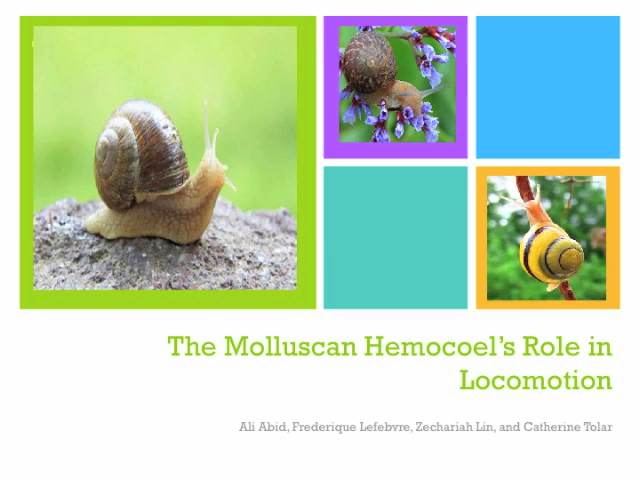 The Molluscan Hemocoel’s Role in
Locomotion
Ali Abid, Frederique Lefebvre, Zechariah Lin, and Catherine Tolar